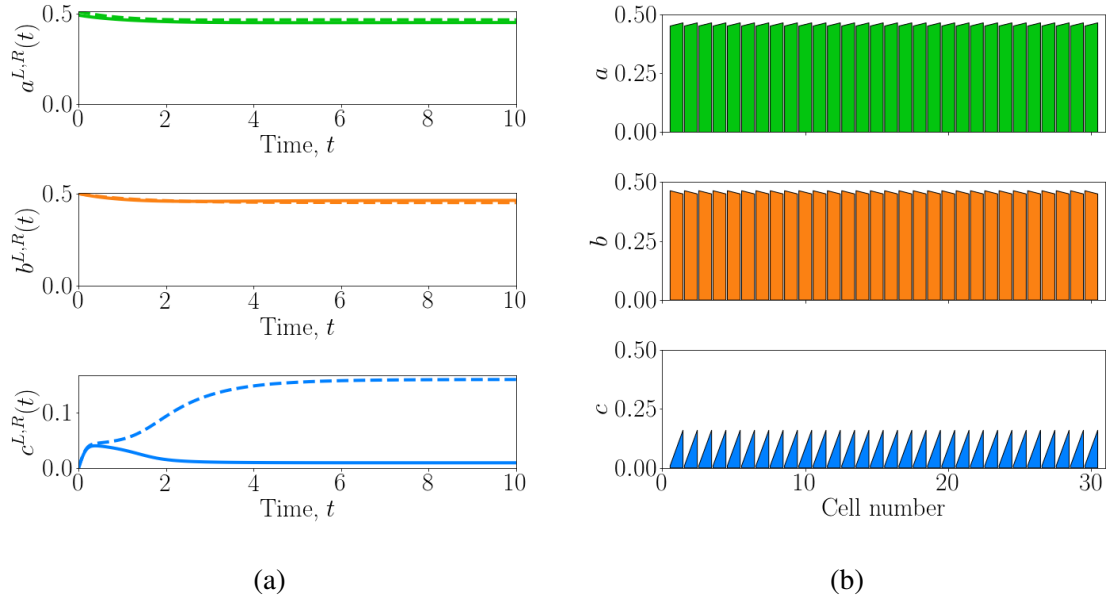 a^{L,R}(t)
0.5
0.0
0 2 4 6 8 10
Time, t
b^{L,R}(t)
0.5
0.0
0 2 4 6 8 10
Time, t
c^{L,R}(t)
0.1
0.0
0 2 4 6 8 10
Time, t
(a)
a
0.50
0.25
0.00
b
0.50
0.25
0.00
c
0.50
0.25
0.00
0 10 20 30
Cell number
(b)